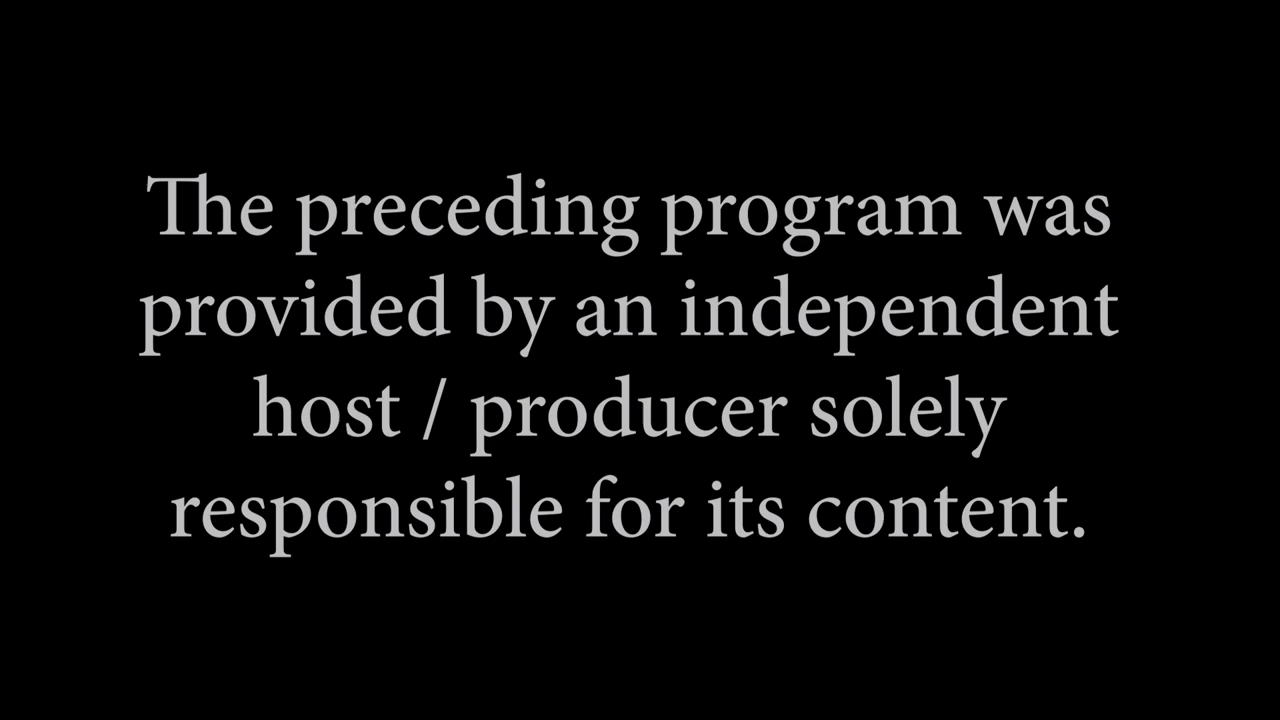 The preceding program was
provided by an independent
host / producer solely
responsible for its content.